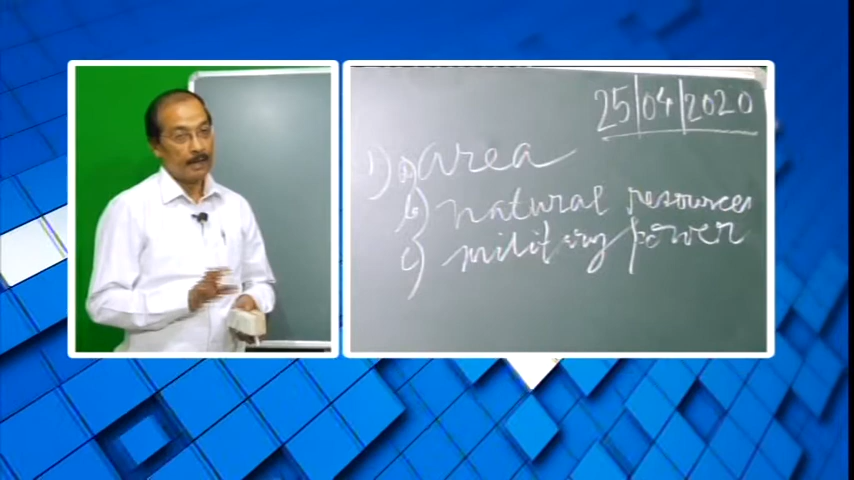 25/04/2020
1) a) area
b) natural resources
c) military power